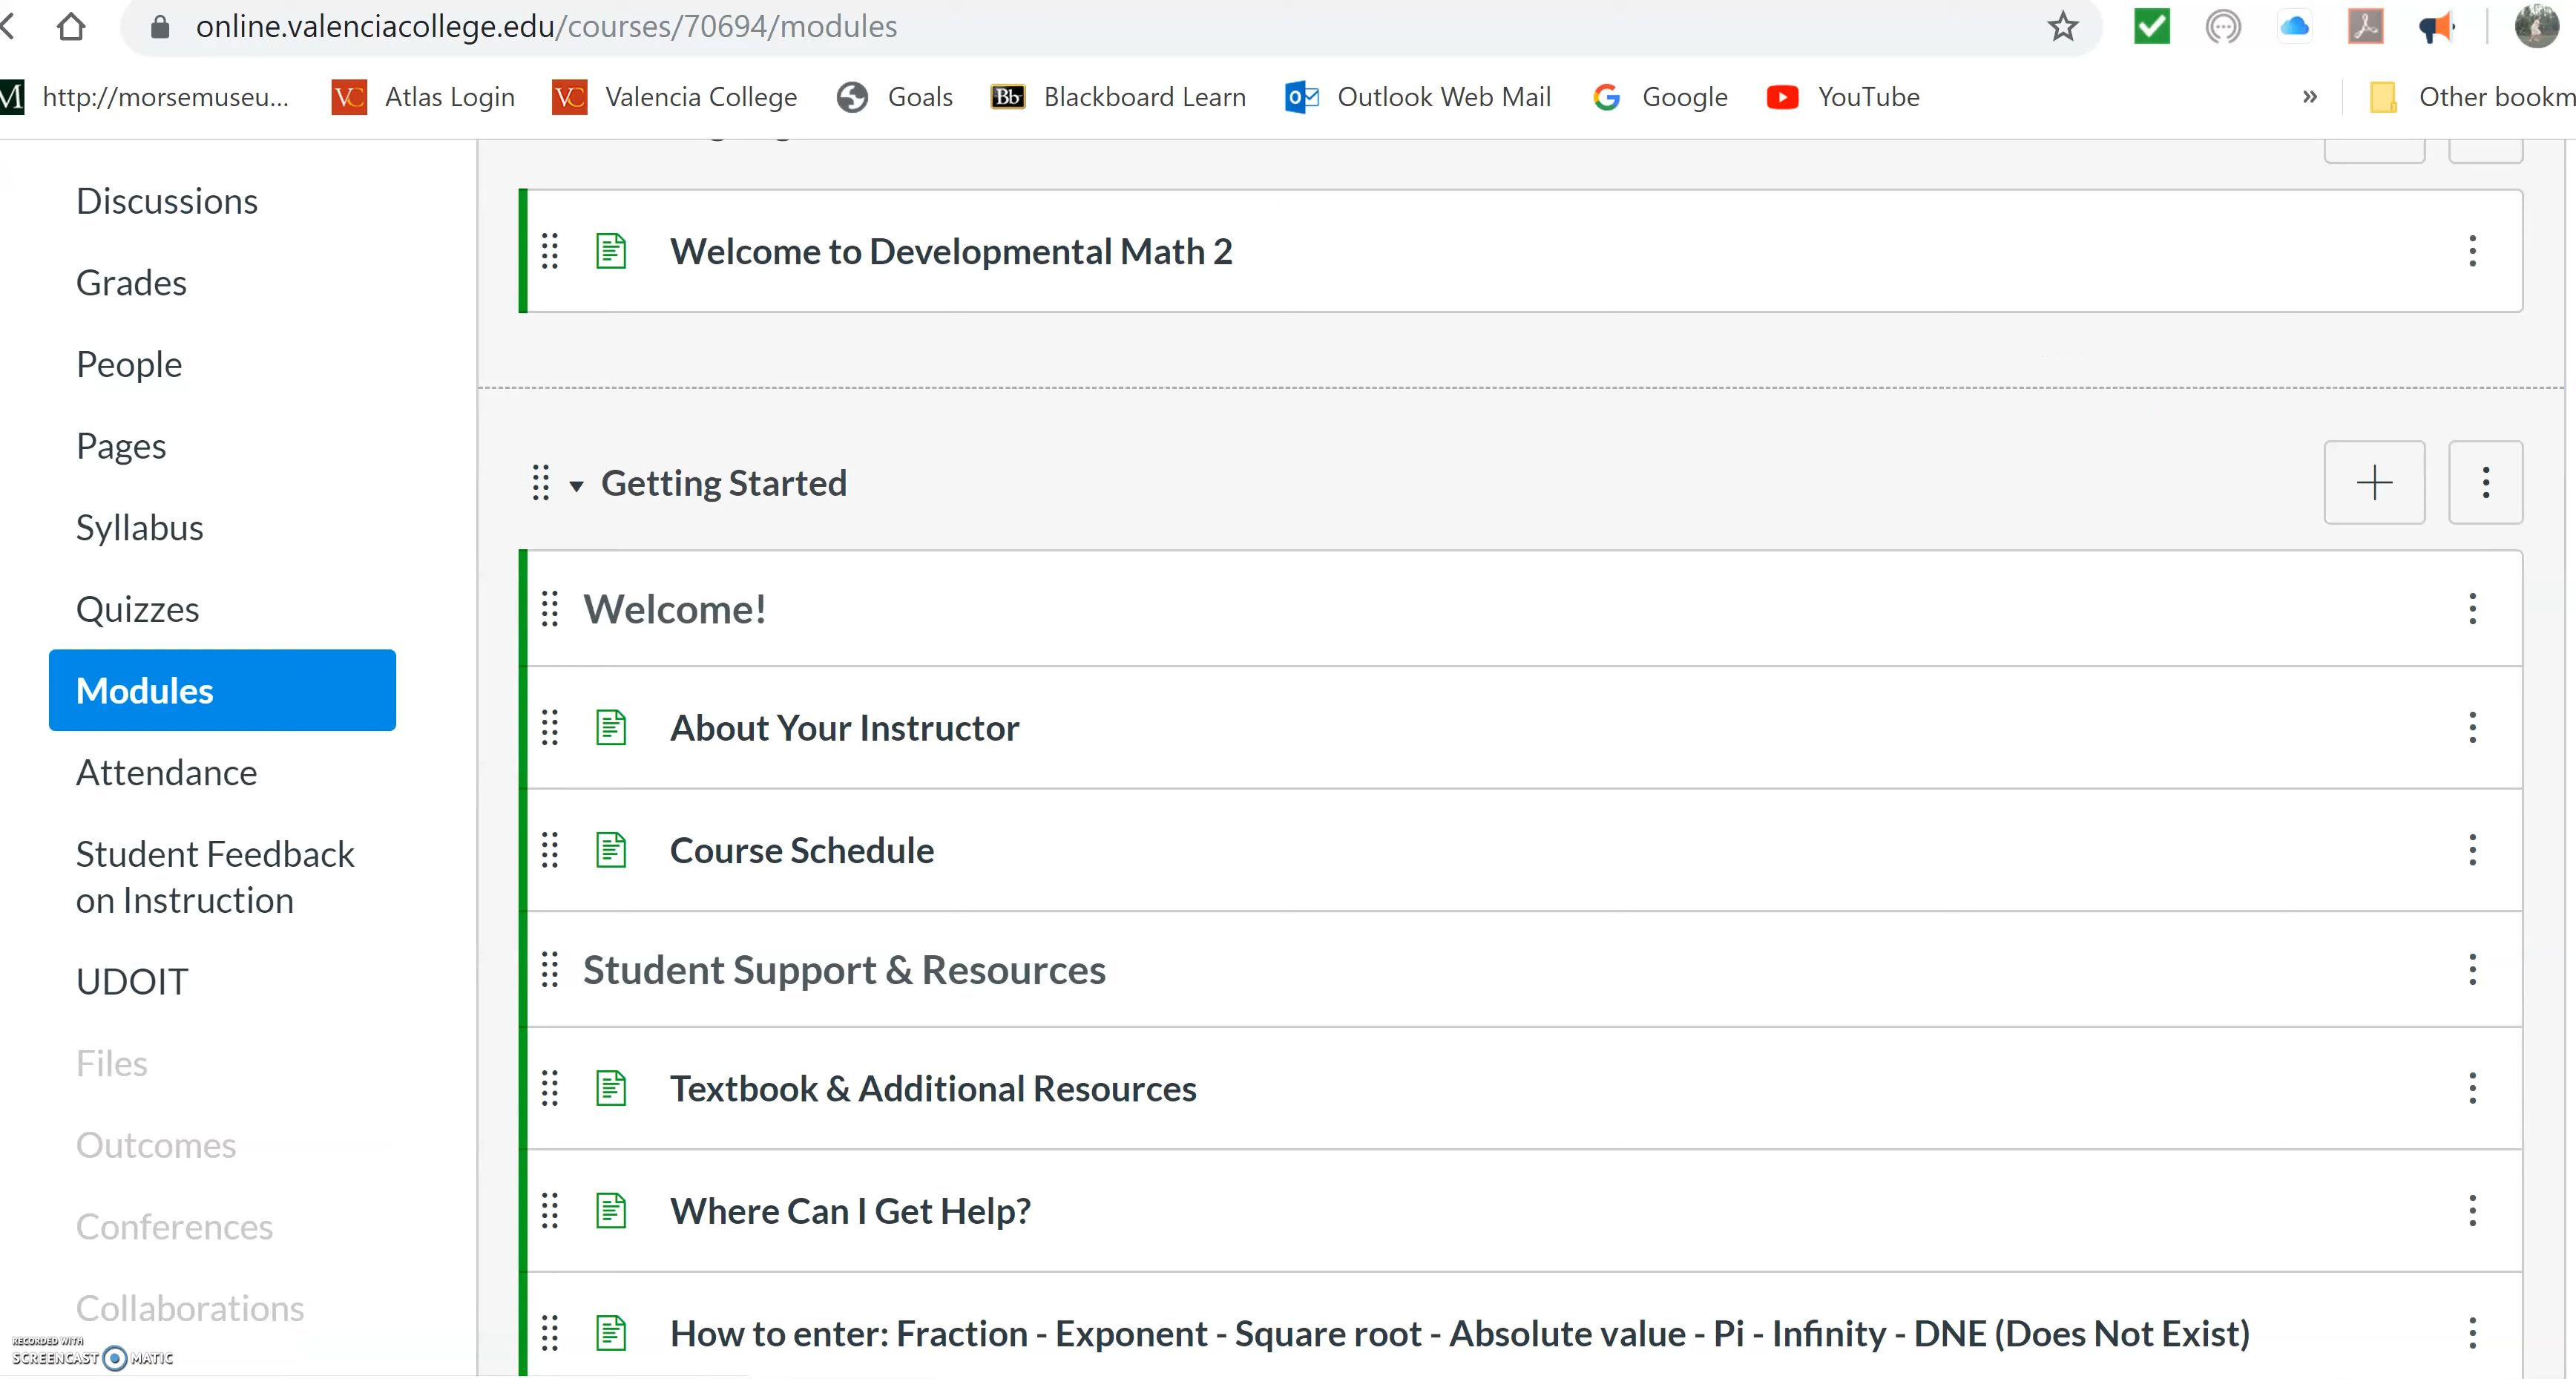 online.valenciacollege.edu/courses/70694/modules
M http://morsemuseu... VC Atlas Login VC Valencia College Goals Bb Blackboard Learn Outlook Web Mail G Google YouTube » Other bookm
Discussions
Grades
People
Pages
Syllabus
Quizzes
Modules
Attendance
Student Feedback
on Instruction
UDOIT
Files
Outcomes
Conferences
Collaborations
Welcome to Developmental Math 2
Getting Started
Welcome!
About Your Instructor
Course Schedule
Student Support & Resources
Textbook & Additional Resources
Where Can I Get Help?
How to enter: Fraction - Exponent - Square root - Absolute value - Pi - Infinity - DNE (Does Not Exist)
RECORDED WITH
SCREENCAST MATIC